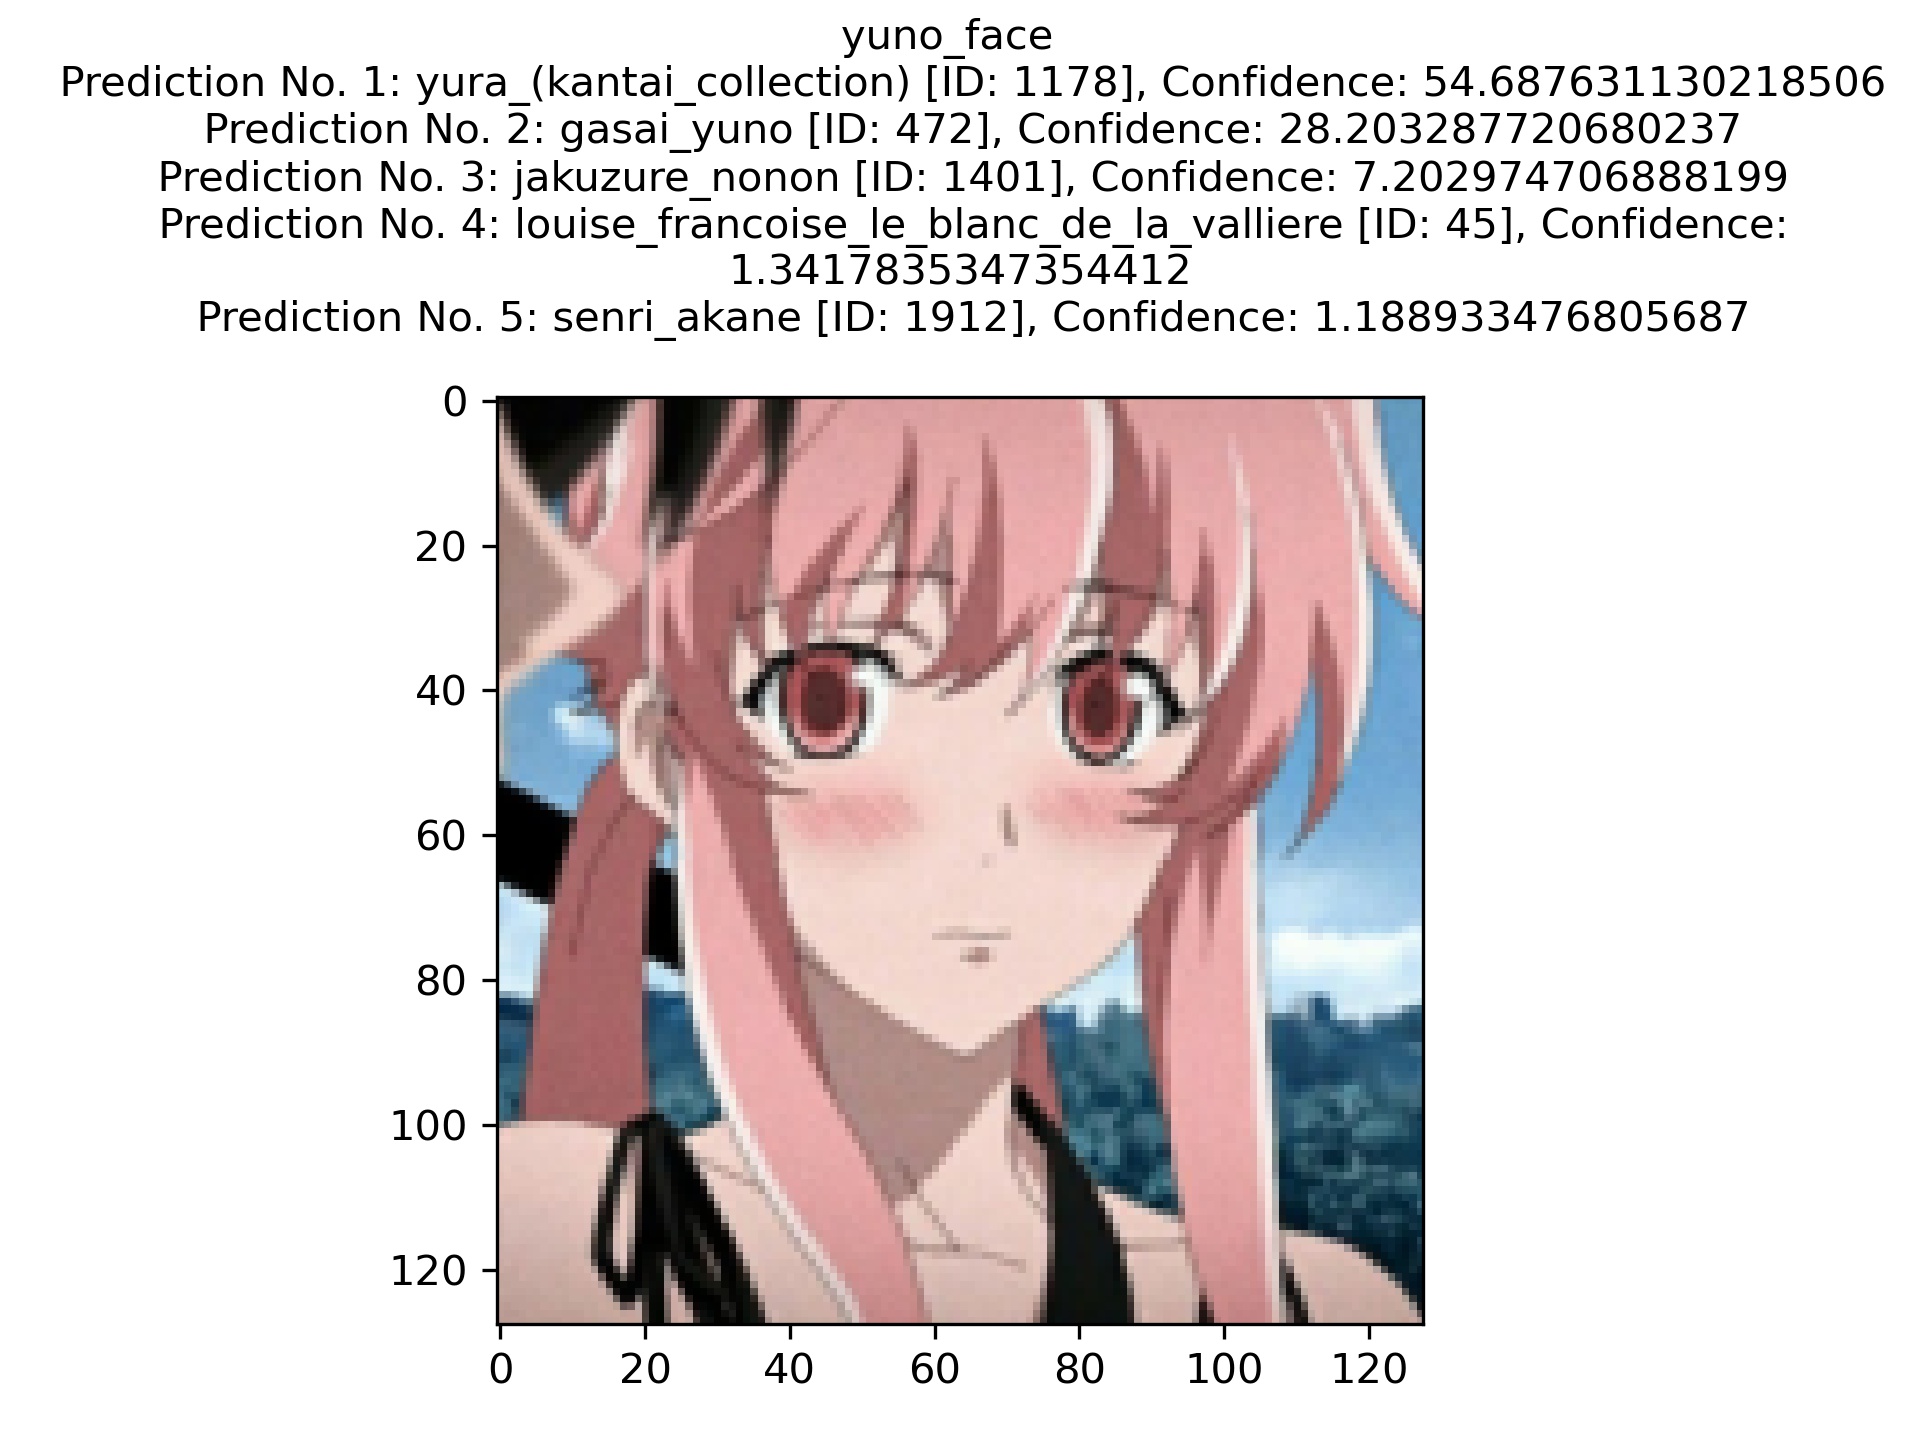 yuno_face
Prediction No. 1: yura_(kantai_collection) [ID: 1178], Confidence: 54.687631130218506
Prediction No. 2: gasai_yuno [ID: 472], Confidence: 28.203287720680237
Prediction No. 3: jakuzure_nonon [ID: 1401], Confidence: 7.202974706888199
Prediction No. 4: louise_francoise_le_blanc_de_la_valliere [ID: 45], Confidence:
1.3417835347354412
Prediction No. 5: senri_akane [ID: 1912], Confidence: 1.188933476805687
0
20
40
60
80
100
120
0 20 40 60 80 100 120